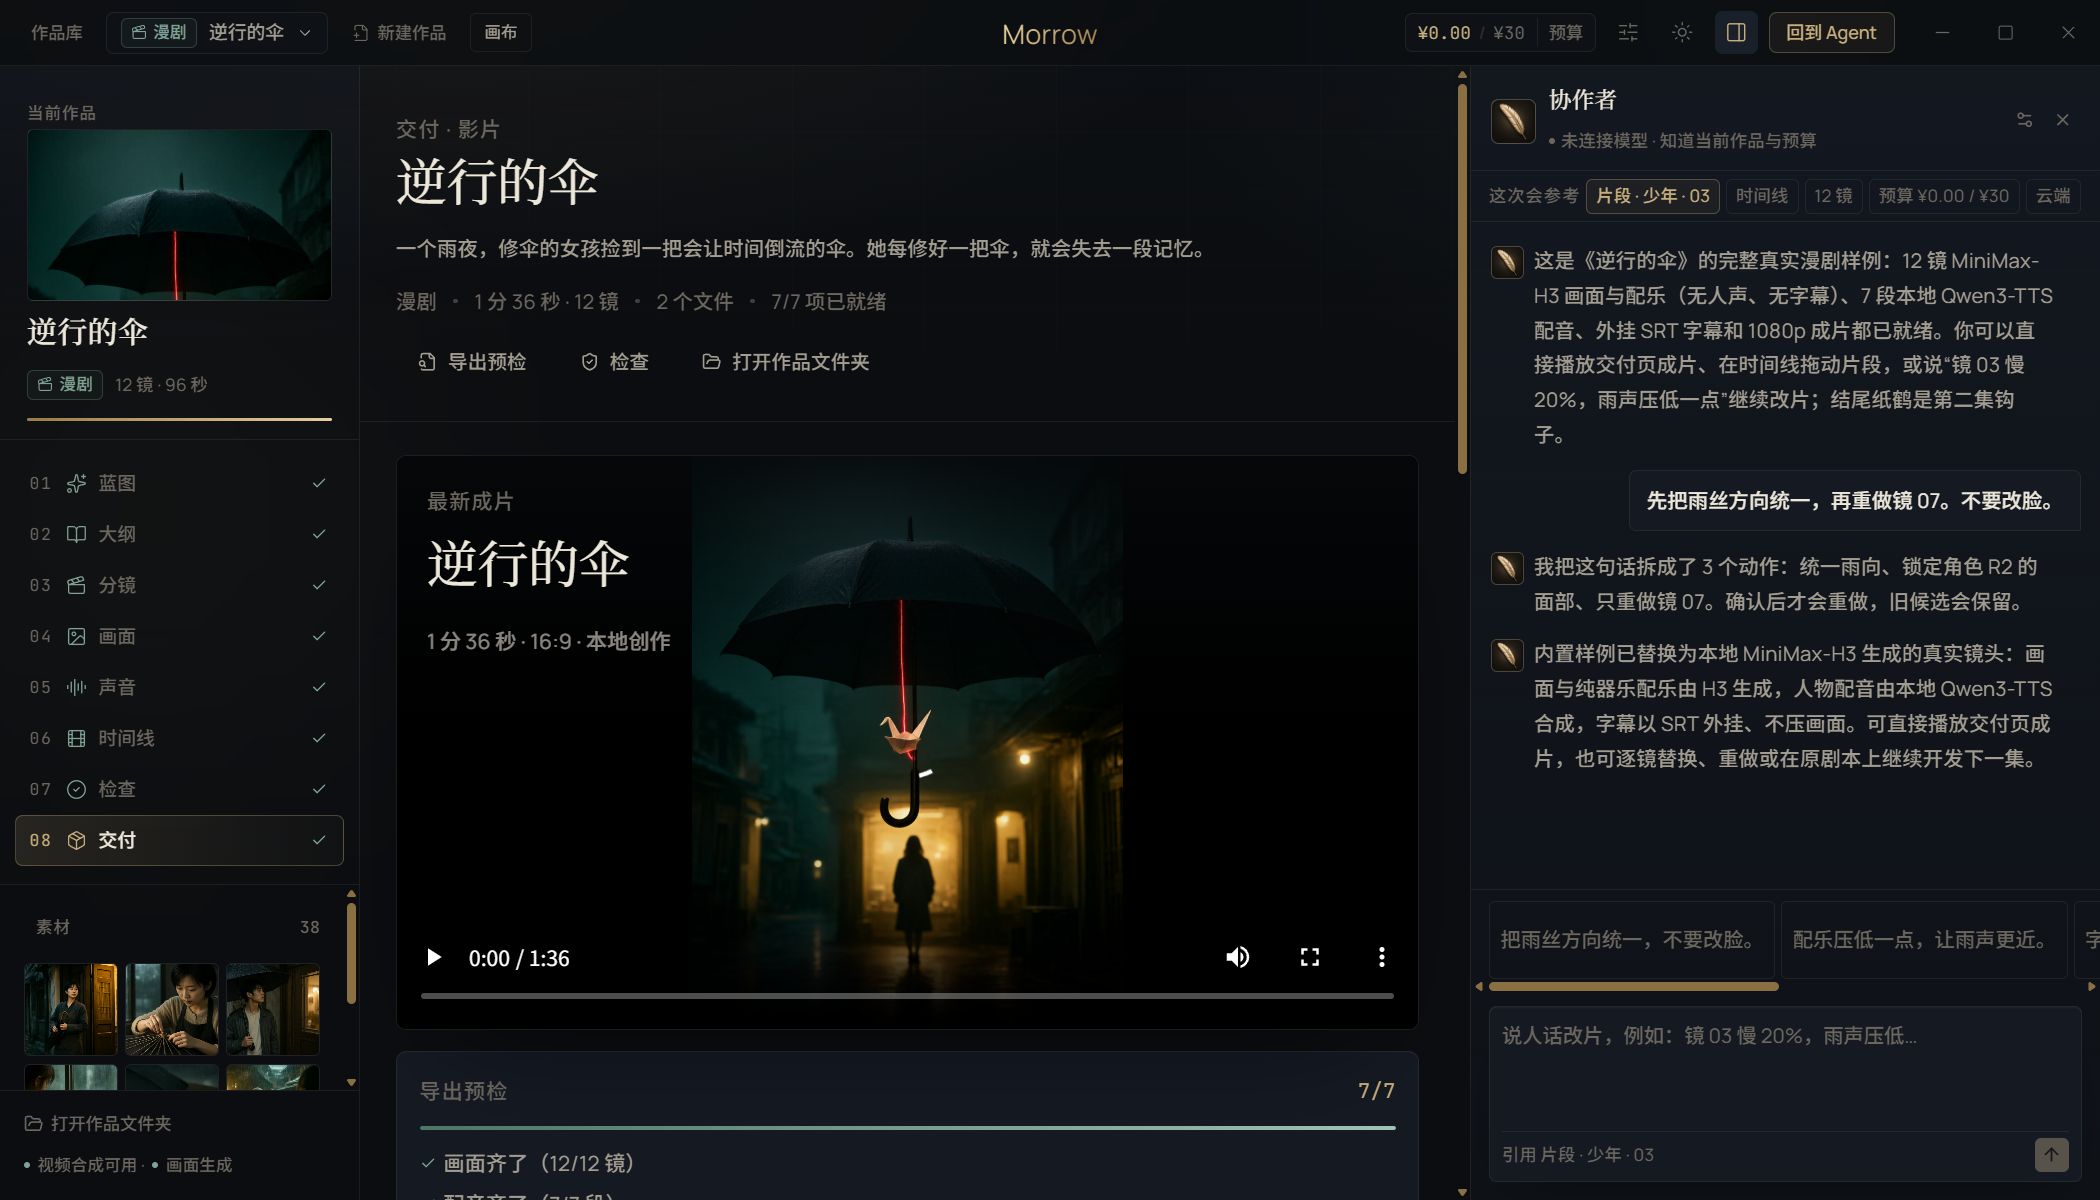 作品库
漫剧 逆行的伞
新建作品
画布
Morrow
¥0.00 / ¥30 预算
回到 Agent
当前作品
逆行的伞
漫剧 12 镜 · 96 秒
01 蓝图
02 大纲
03 分镜
04 画面
05 声音
06 时间线
07 检查
08 交付
素材 38
打开作品文件夹
视频合成可用 · 画面生成
交付 · 影片
逆行的伞
一个雨夜，修伞的女孩捡到一把会让时间倒流的伞。她每修好一把伞，就会失去一段记忆。
漫剧 • 1 分 36 秒 · 12 镜 • 2 个文件 • 7/7 项已就绪
导出预检 检查 打开作品文件夹
最新成片
逆行的伞
1 分 36 秒 · 16:9 · 本地创作
0:00 / 1:36
导出预检 7/7
画面齐了（12/12 镜）
配音齐了（7/7 段）
协作者
未连接模型 · 知道当前作品与预算
这次会参考 片段 · 少年 · 03 时间线 12 镜 预算 ¥0.00 / ¥30 云端
这是《逆行的伞》的完整真实漫剧样例：12 镜 MiniMax-
H3 画面与配乐（无人声、无字幕）、7 段本地 Qwen3-TTS
配音、外挂 SRT 字幕和 1080p 成片都已就绪。你可以直
接播放交付页成片、在时间线拖动片段，或说“镜 03 慢
20%，雨声压低一点”继续改片；结尾纸鹤是第二集钩
子。
先把雨丝方向统一，再重做镜 07。不要改脸。
我把这句话拆成了 3 个动作：统一雨向、锁定角色 R2 的
面部、只重做镜 07。确认后才会重做，旧候选会保留。
内置样例已替换为本地 MiniMax-H3 生成的真实镜头：画
面与纯器乐配乐由 H3 生成，人物配音由本地 Qwen3-TTS
合成，字幕以 SRT 外挂、不压画面。可直接播放交付页成
片，也可逐镜替换、重做或在原剧本上继续开发下一集。
把雨丝方向统一，不要改脸。
配乐压低一点，让雨声更近。
字
说人话改片，例如：镜 03 慢 20%，雨声压低…
引用 片段 · 少年 · 03